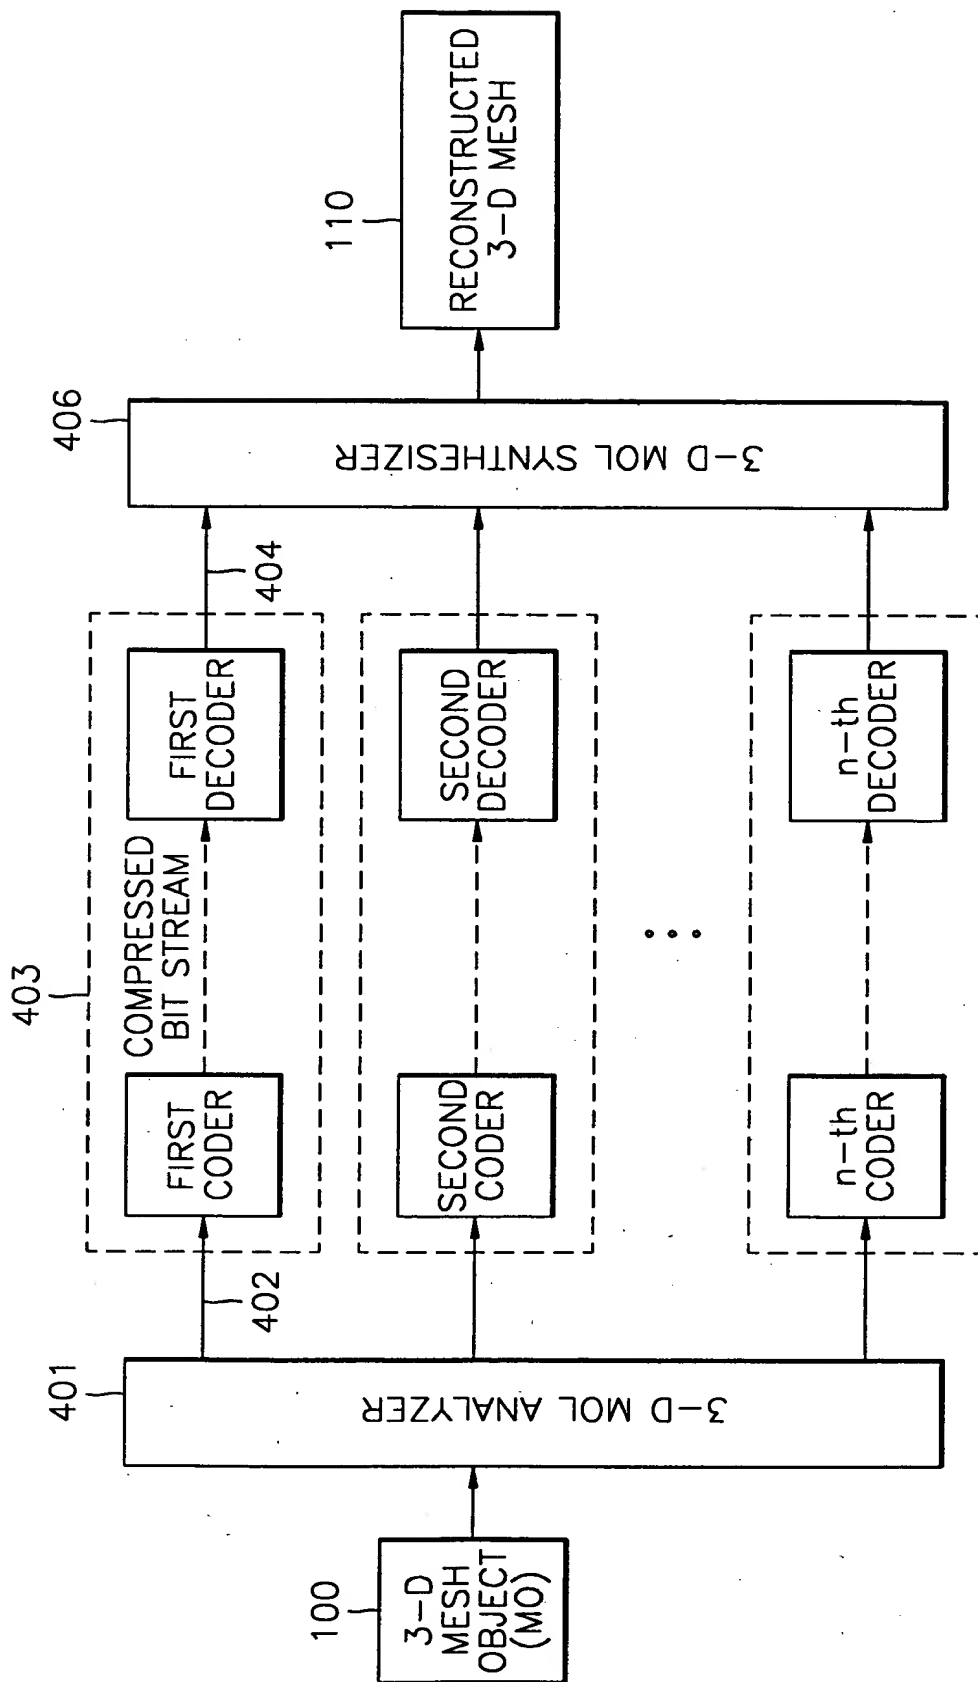 100
3-D
MESH
OBJECT
(MO)
401
3-D MOL ANALYZER
402
403
FIRST
CODER
COMPRESSED
BIT STREAM
FIRST
DECODER
404
SECOND
CODER
SECOND
DECODER
n-th
CODER
n-th
DECODER
406
3-D MOL SYNTHESIZER
110
RECONSTRUCTED
3-D MESH